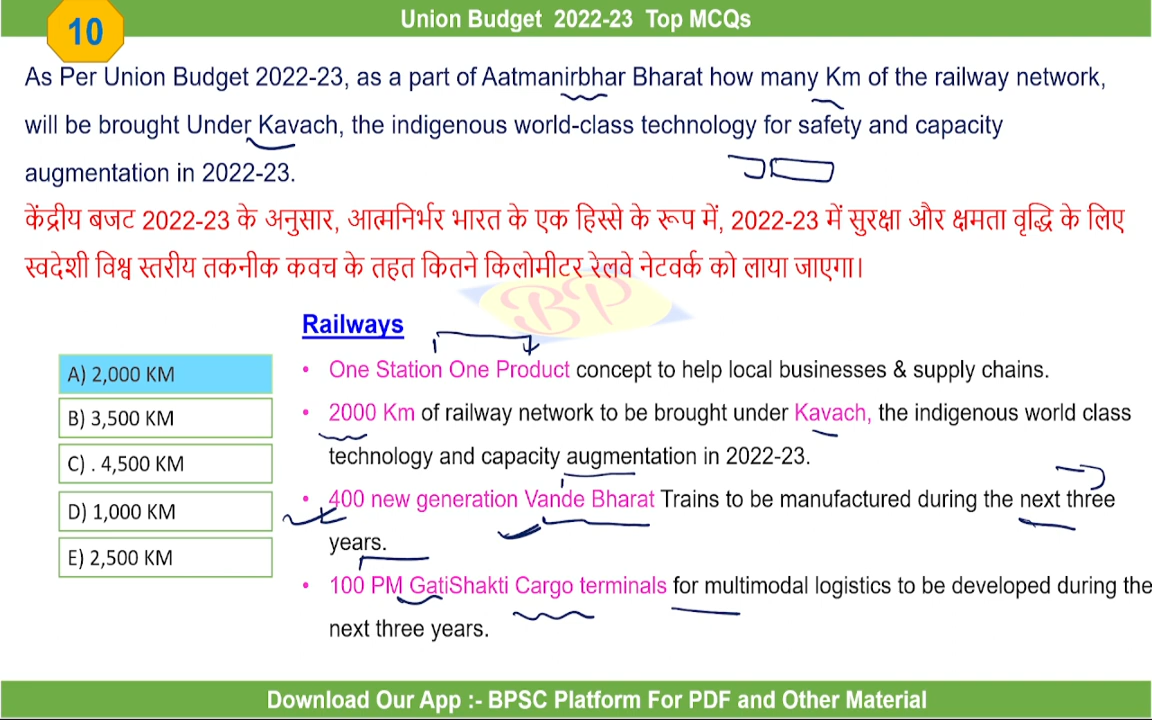 Union Budget 2022-23 Top MCQs
10
As Per Union Budget 2022-23, as a part of Aatmanirbhar Bharat how many Km of the railway network,
will be brought Under Kavach, the indigenous world-class technology for safety and capacity
augmentation in 2022-23.
केंद्रीय बजट 2022-23 के अनुसार, आत्मनिर्भर भारत के एक हिस्से के रूप में, 2022-23 में सुरक्षा और क्षमता वृद्धि के लिए
स्वदेशी विश्व स्तरीय तकनीक कवच के तहत कितने किलोमीटर रेलवे नेटवर्क को लाया जाएगा।
BP
Railways
A) 2,000 KM
B) 3,500 KM
C) . 4,500 KM
D) 1,000 KM
E) 2,500 KM
• One Station One Product concept to help local businesses & supply chains.
• 2000 Km of railway network to be brought under Kavach, the indigenous world class
technology and capacity augmentation in 2022-23.
• 400 new generation Vande Bharat Trains to be manufactured during the next three
years.
• 100 PM GatiShakti Cargo terminals for multimodal logistics to be developed during the
next three years.
Download Our App :- BPSC Platform For PDF and Other Material